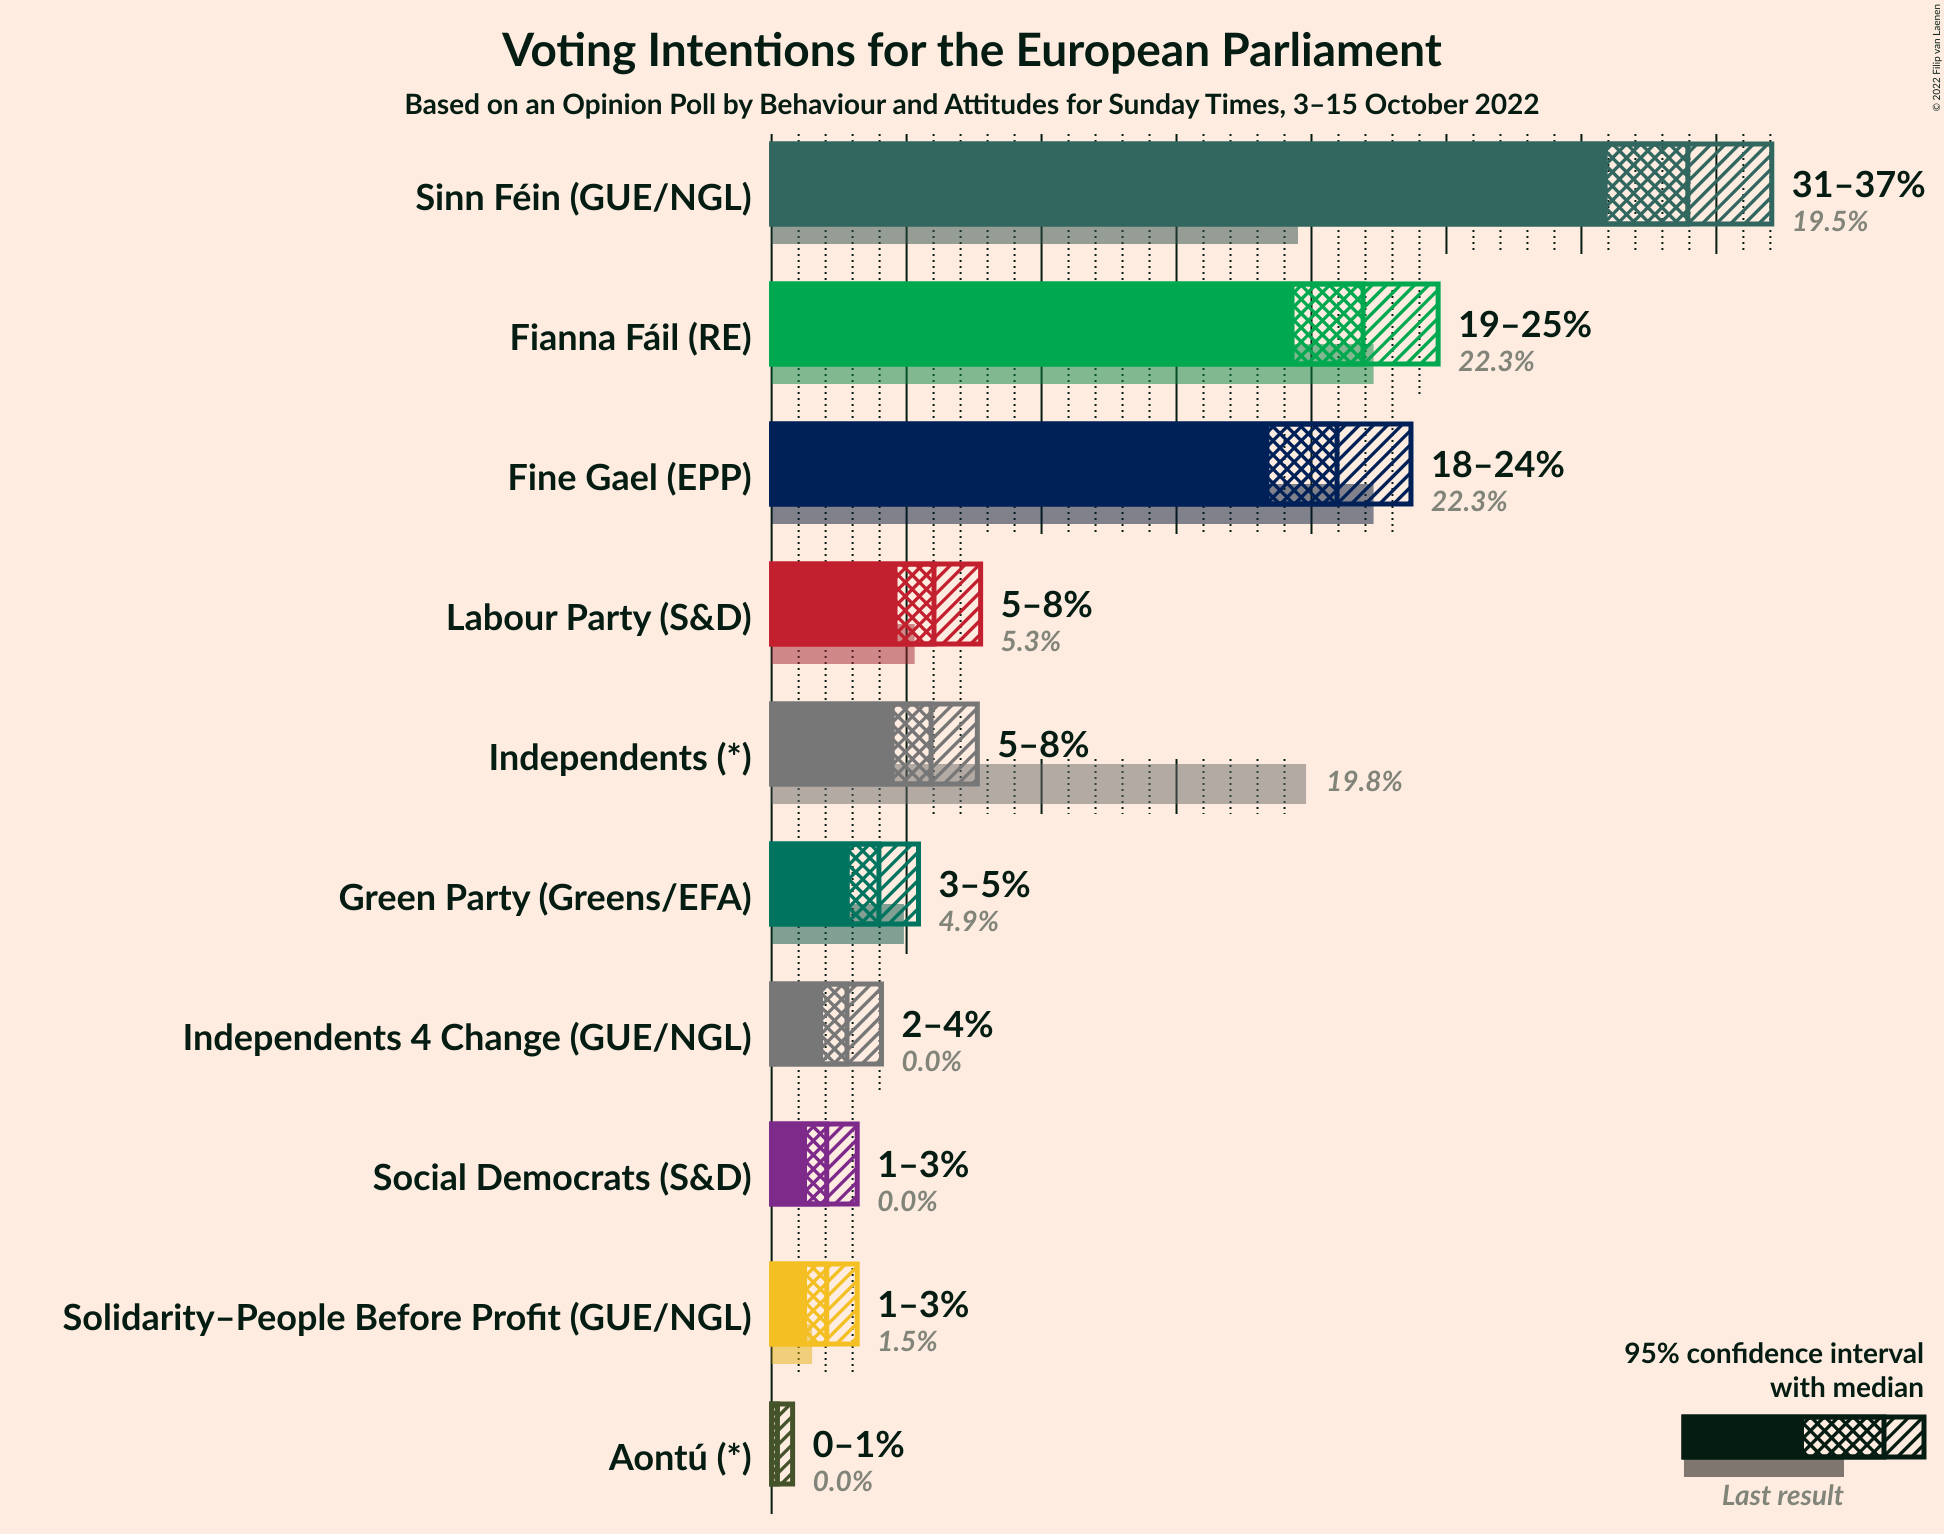 Voting Intentions for the European Parliament
Based on an Opinion Poll by Behaviour and Attitudes for Sunday Times, 3–15 October 2022
© 2022 Filip van Laenen
Sinn Féin (GUE/NGL)
31–37%
19.5%
Fianna Fáil (RE)
19–25%
22.3%
Fine Gael (EPP)
18–24%
22.3%
Labour Party (S&D)
5–8%
5.3%
Independents (*)
5–8%
19.8%
Green Party (Greens/EFA)
3–5%
4.9%
Independents 4 Change (GUE/NGL)
2–4%
0.0%
Social Democrats (S&D)
1–3%
0.0%
Solidarity–People Before Profit (GUE/NGL)
1–3%
1.5%
Aontú (*)
0–1%
0.0%
95% confidence interval
with median
Last result